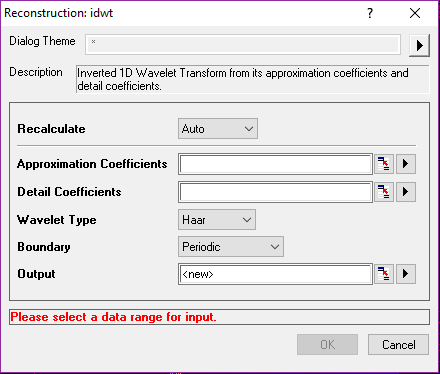 Reconstruction: idwt
Dialog Theme *
Description Inverted 1D Wavelet Transform from its approximation coefficients and
detail coefficients.
Recalculate Auto
Approximation Coefficients
Detail Coefficients
Wavelet Type Haar
Boundary Periodic
Output <new>
Please select a data range for input.
OK Cancel